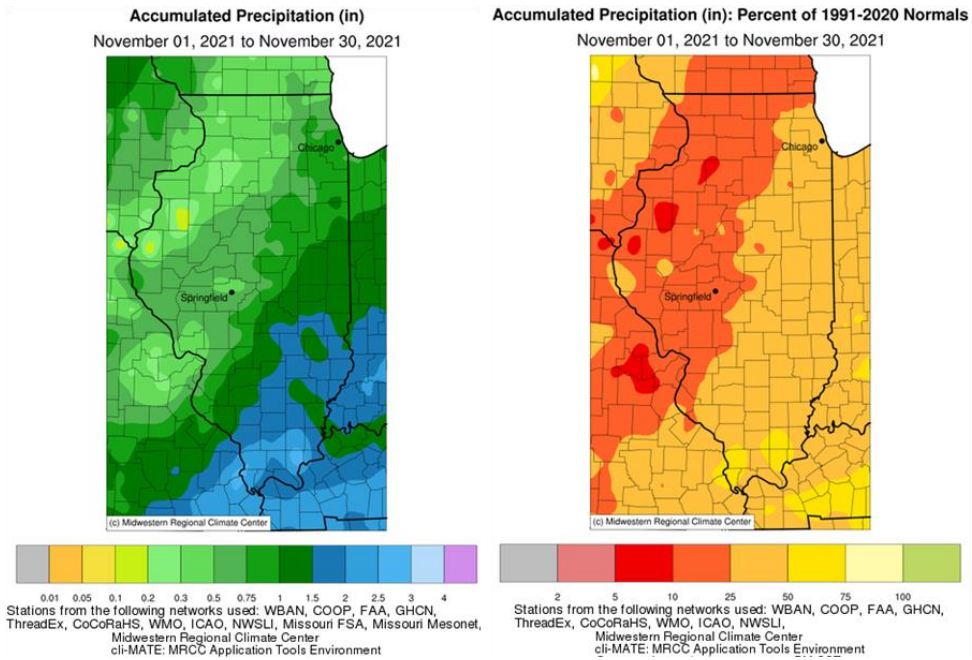 Accumulated Precipitation (in)
November 01, 2021 to November 30, 2021
Chicago
Springfield
(c) Midwestern Regional Climate Center
0.01 0.05 0.1 0.2 0.3 0.5 0.75 1 1.5 2 2.5 3 4
Stations from the following networks used: WBAN, COOP, FAA, GHCN,
ThreadEx, CoCoRaHS, WMO, ICAO, NWSLI, Missouri FSA, Missouri Mesonet,
Midwestern Regional Climate Center
cli-MATE: MRCC Application Tools Environment
Accumulated Precipitation (in): Percent of 1991-2020 Normals
November 01, 2021 to November 30, 2021
Chicago
Springfield
(c) Midwestern Regional Climate Center
2 5 10 25 50 75 100
Stations from the following networks used: WBAN, COOP, FAA, GHCN,
ThreadEx, CoCoRaHS, WMO, ICAO, NWSLI,
Midwestern Regional Climate Center
cli-MATE: MRCC Application Tools Environment